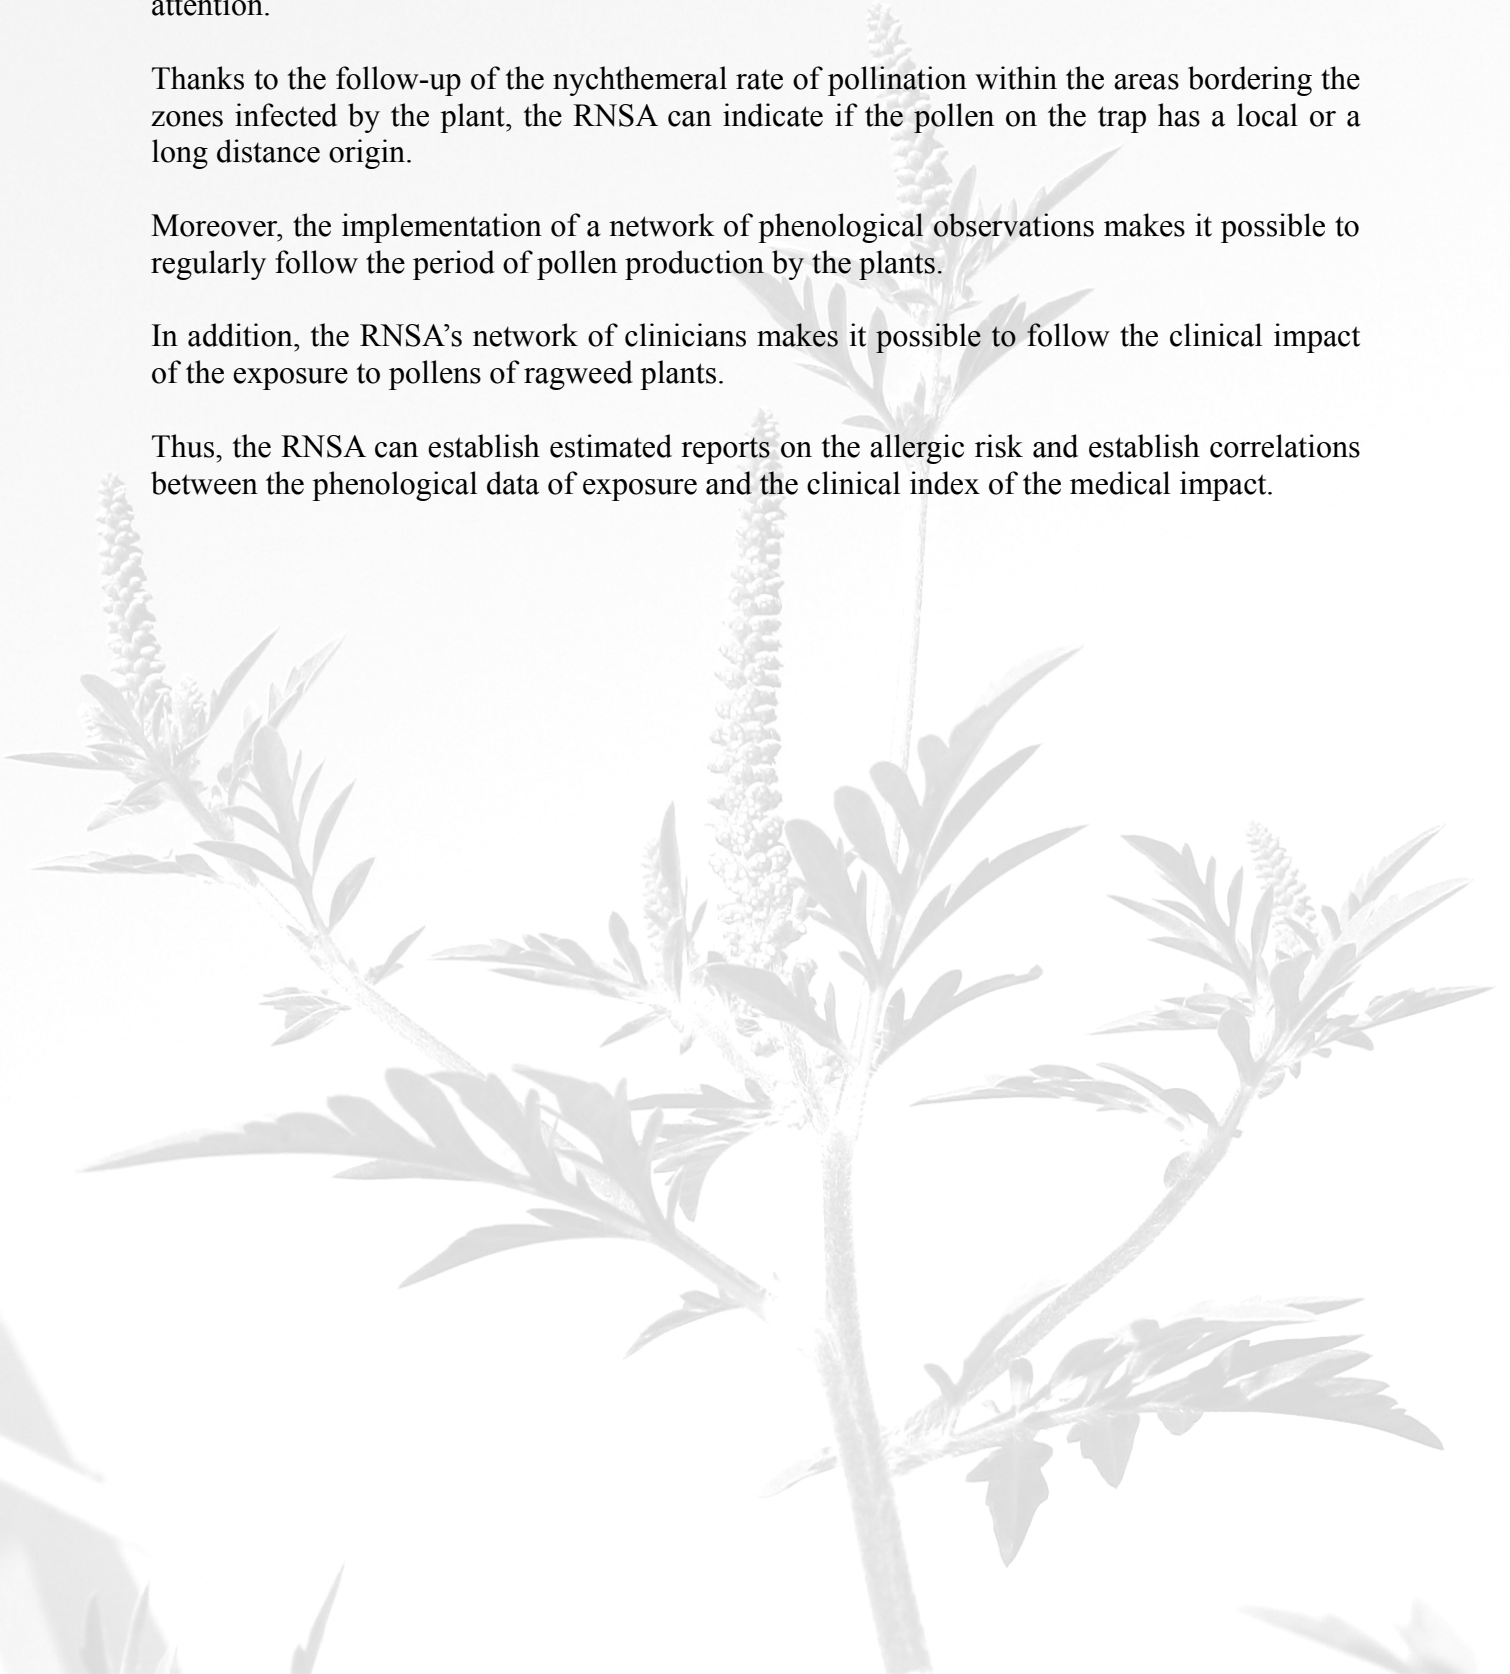 attention.
Thanks to the follow-up of the nychthemeral rate of pollination within the areas bordering the
zones infected by the plant, the RNSA can indicate if the pollen on the trap has a local or a
long distance origin.
Moreover, the implementation of a network of phenological observations makes it possible to
regularly follow the period of pollen production by the plants.
In addition, the RNSA’s network of clinicians makes it possible to follow the clinical impact
of the exposure to pollens of ragweed plants.
Thus, the RNSA can establish estimated reports on the allergic risk and establish correlations
between the phenological data of exposure and the clinical index of the medical impact.